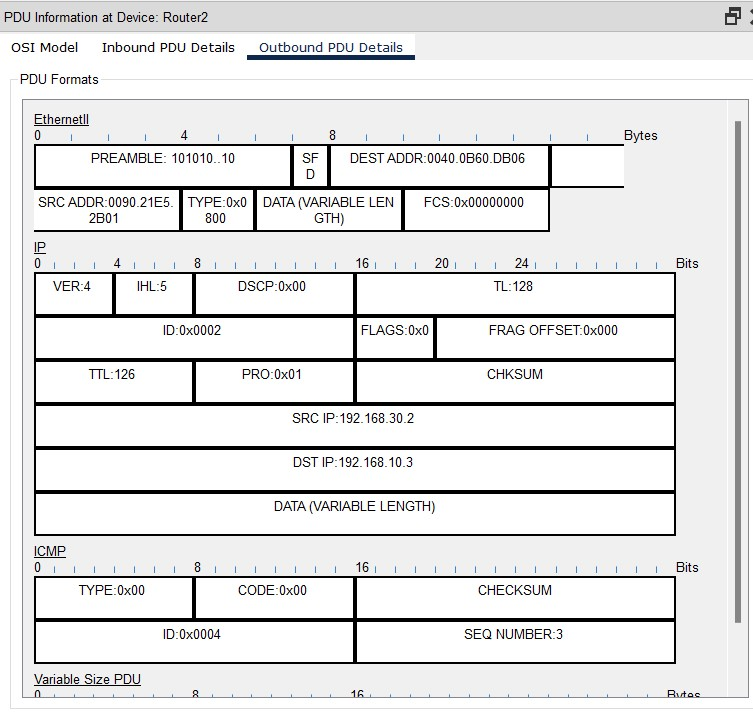 PDU Information at Device: Router2
OSI Model Inbound PDU Details Outbound PDU Details
PDU Formats
EthernetII
0 4 8 Bytes
PREAMBLE: 101010..10 SF
D DEST ADDR:0040.0B60.DB06
SRC ADDR:0090.21E5.
2B01 TYPE:0x0
800 DATA (VARIABLE LEN
GTH) FCS:0x00000000
IP
0 4 8 16 20 24 Bits
VER:4 IHL:5 DSCP:0x00 TL:128
ID:0x0002 FLAGS:0x0 FRAG OFFSET:0x000
TTL:126 PRO:0x01 CHKSUM
SRC IP:192.168.30.2
DST IP:192.168.10.3
DATA (VARIABLE LENGTH)
ICMP
0 8 16 Bits
TYPE:0x00 CODE:0x00 CHECKSUM
ID:0x0004 SEQ NUMBER:3
Variable Size PDU
0 8 16 Bytes